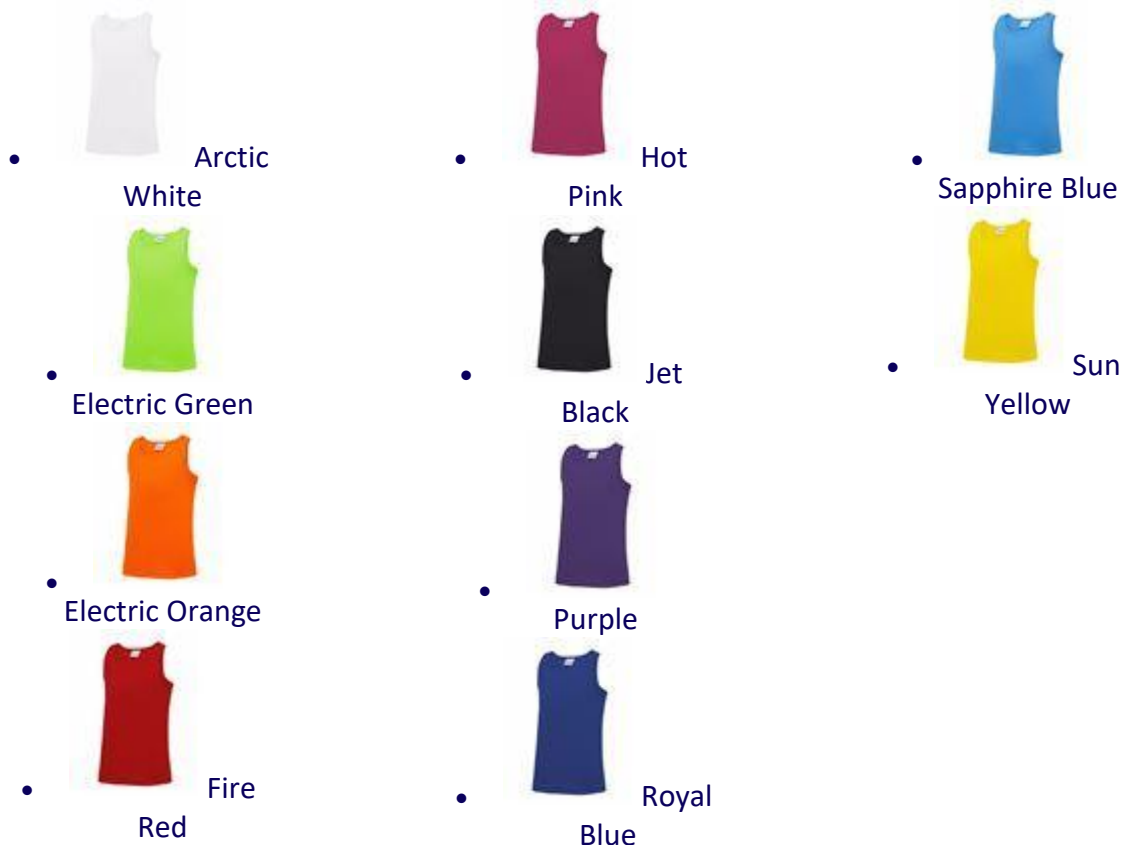 • Arctic
White
• Electric Green
• Electric Orange
• Fire
Red
• Hot
Pink
• Jet
Black
• Purple
• Royal
Blue
• Sapphire Blue
• Sun
Yellow